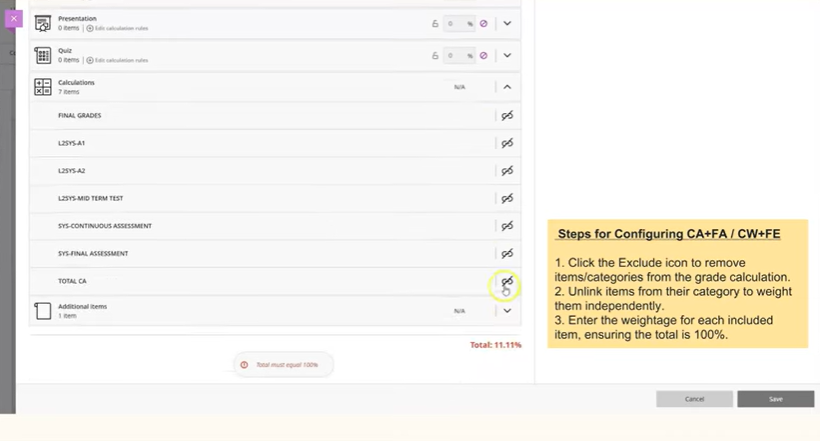 Presentation
0 items | Edit calculation rules
0 %
Quiz
0 items | Edit calculation rules
0 %
Calculations
7 items
N/A
FINAL GRADES
L2SYS-A1
L2SYS-A2
L2SYS-MID TERM TEST
SYS-CONTINUOUS ASSESSMENT
SYS-FINAL ASSESSMENT
TOTAL CA
Additional Items
1 item
N/A
Total: 11.11%
Total must equal 100%
Cancel
Save
Steps for Configuring CA+FA / CW+FE
1. Click the Exclude icon to remove
items/categories from the grade calculation.
2. Unlink items from their category to weight
them independently.
3. Enter the weightage for each included
item, ensuring the total is 100%.